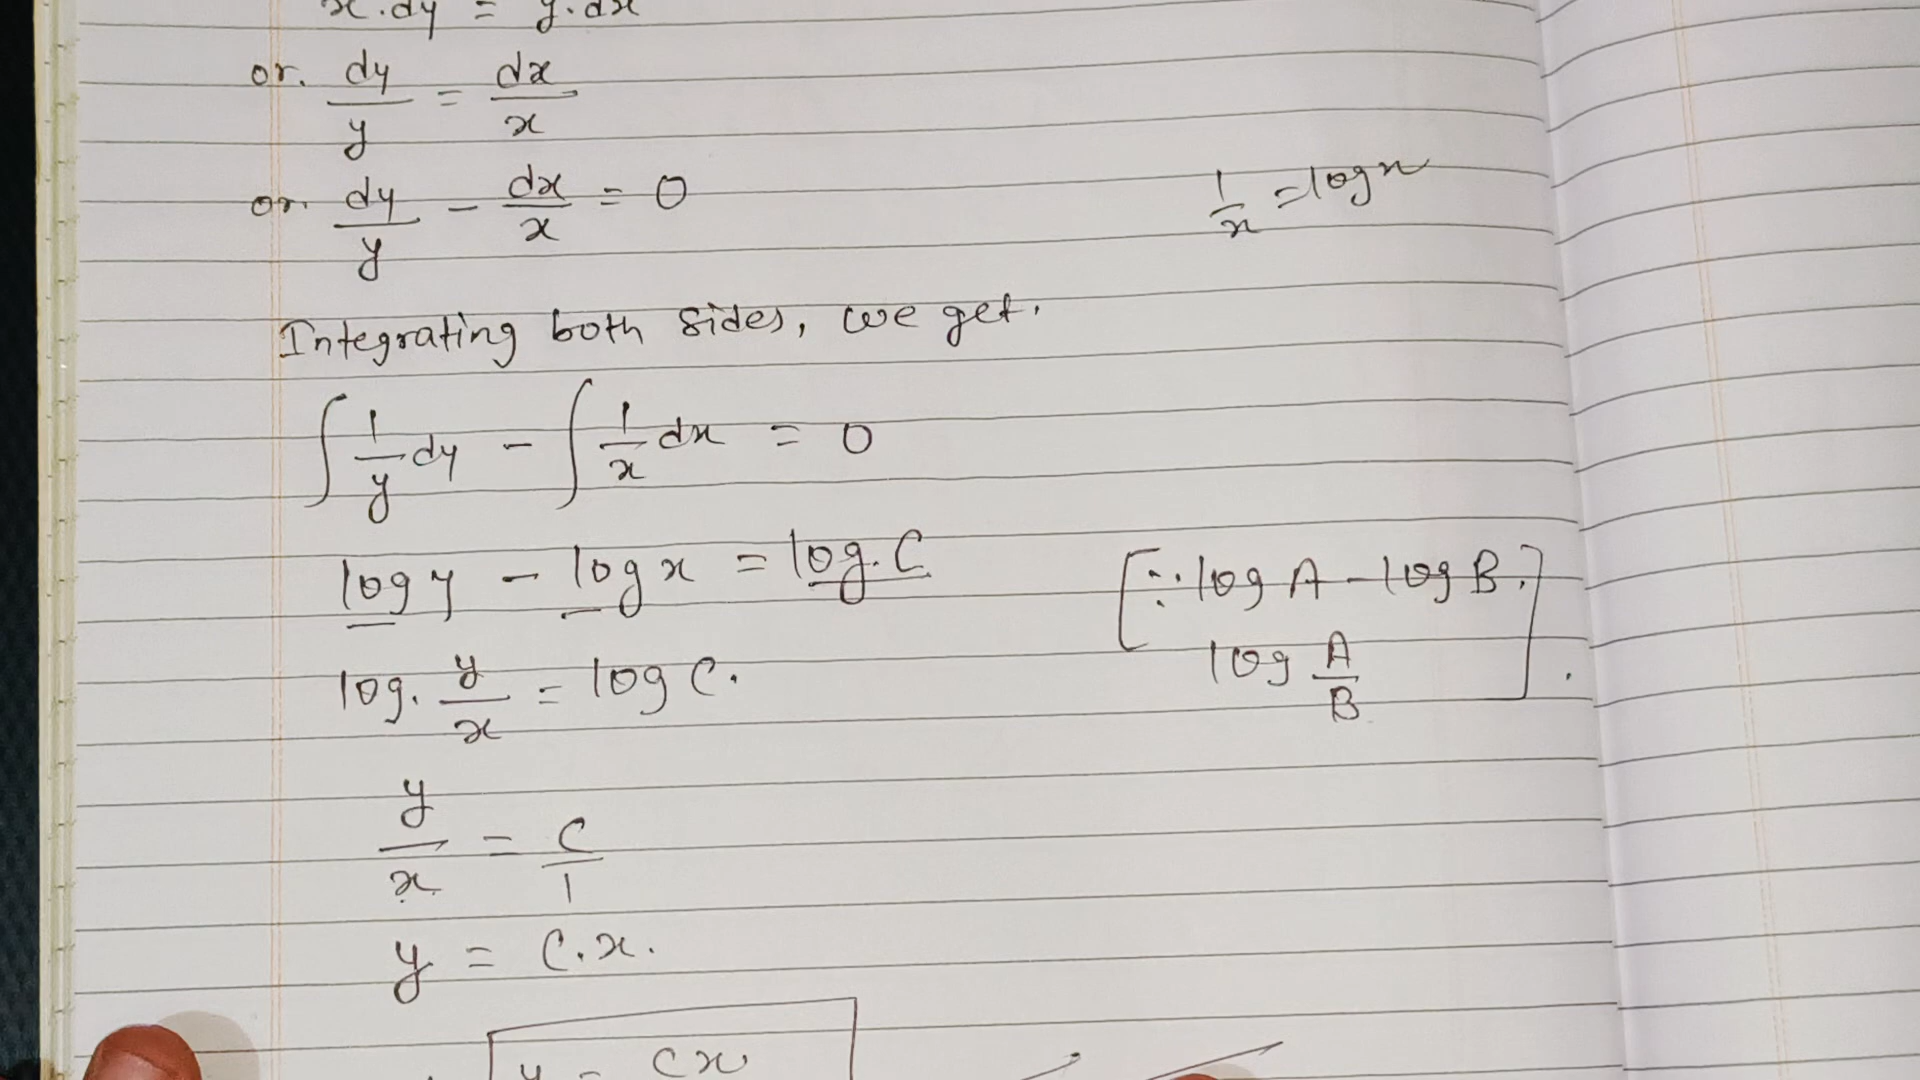 x.dy = y.dx
or. dy/y = dx/x
or. dy/y - dx/x = 0
1/x = log x
Integrating both sides, we get.
∫ 1/y dy - ∫ 1/x dx = 0
log y - log x = log. C
[∵ log A - log B.
log A/B ].
log. y/x = log C.
y/x = C/1
y = C.x.
y = Cx